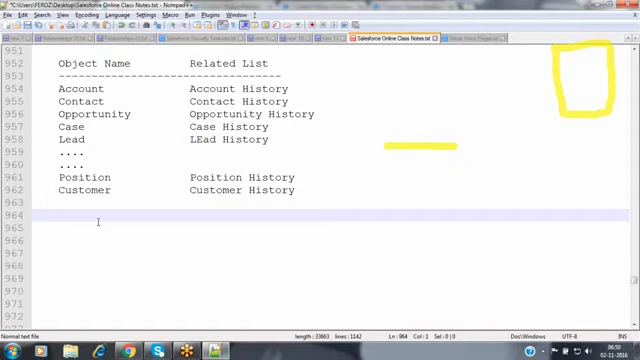 *C:\Users\FEROZ\Desktop\Salesforce Online Class Notes.txt - Notepad++
File Edit Search View Encoding Language Settings Macro Run Plugins Window ?
Salesforce Online Class Notes.txt
951
952 Object Name Related List
953 ----------------------------------
954 Account Account History
955 Contact Contact History
956 Opportunity Opportunity History
957 Case Case History
958 Lead LEad History
959 ....
960 ....
961 Position Position History
962 Customer Customer History
963
964
965
966
967
968
969
970
971
972
Normal text file length : 33663 lines : 1142 Ln : 964 Col : 1 Dos\Windows UTF-8 INS
06:50
02-11-2016